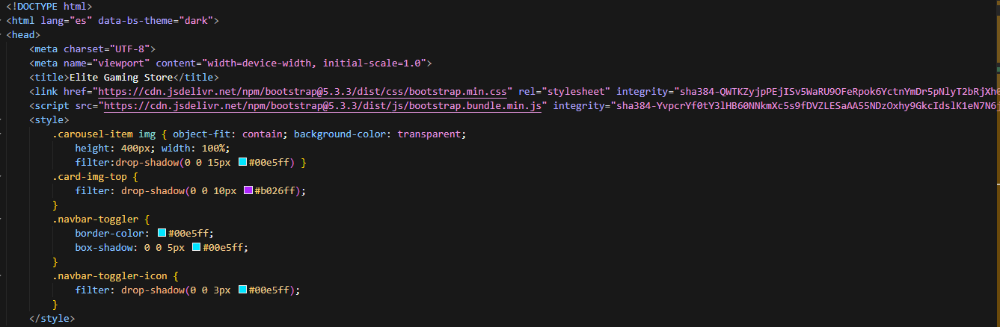 <!DOCTYPE html>
<html lang="es" data-bs-theme="dark">
<head>
    <meta charset="UTF-8">
    <meta name="viewport" content="width=device-width, initial-scale=1.0">
    <title>Elite Gaming Store</title>
    <link href="https://cdn.jsdelivr.net/npm/bootstrap@5.3.3/dist/css/bootstrap.min.css" rel="stylesheet" integrity="sha384-QWTKZyjpPEjISv5WaRU9OFeRpok6YctnYmDr5pNlyT2bRjXh0
    <script src="https://cdn.jsdelivr.net/npm/bootstrap@5.3.3/dist/js/bootstrap.bundle.min.js" integrity="sha384-YvpcrYf0tY3lHB60NNkmXc5s9fDVZLESaAA55NDzOxhy9GkcIdslK1eN7N6j
    <style>
        .carousel-item img { object-fit: contain; background-color: transparent;
            height: 400px; width: 100%;
            filter:drop-shadow(0 0 15px #00e5ff) }
        .card-img-top {
            filter: drop-shadow(0 0 10px #b026ff);
        }
        .navbar-toggler {
            border-color: #00e5ff;
            box-shadow: 0 0 5px #00e5ff;
        }
        .navbar-toggler-icon {
            filter: drop-shadow(0 0 3px #00e5ff);
        }
    </style>